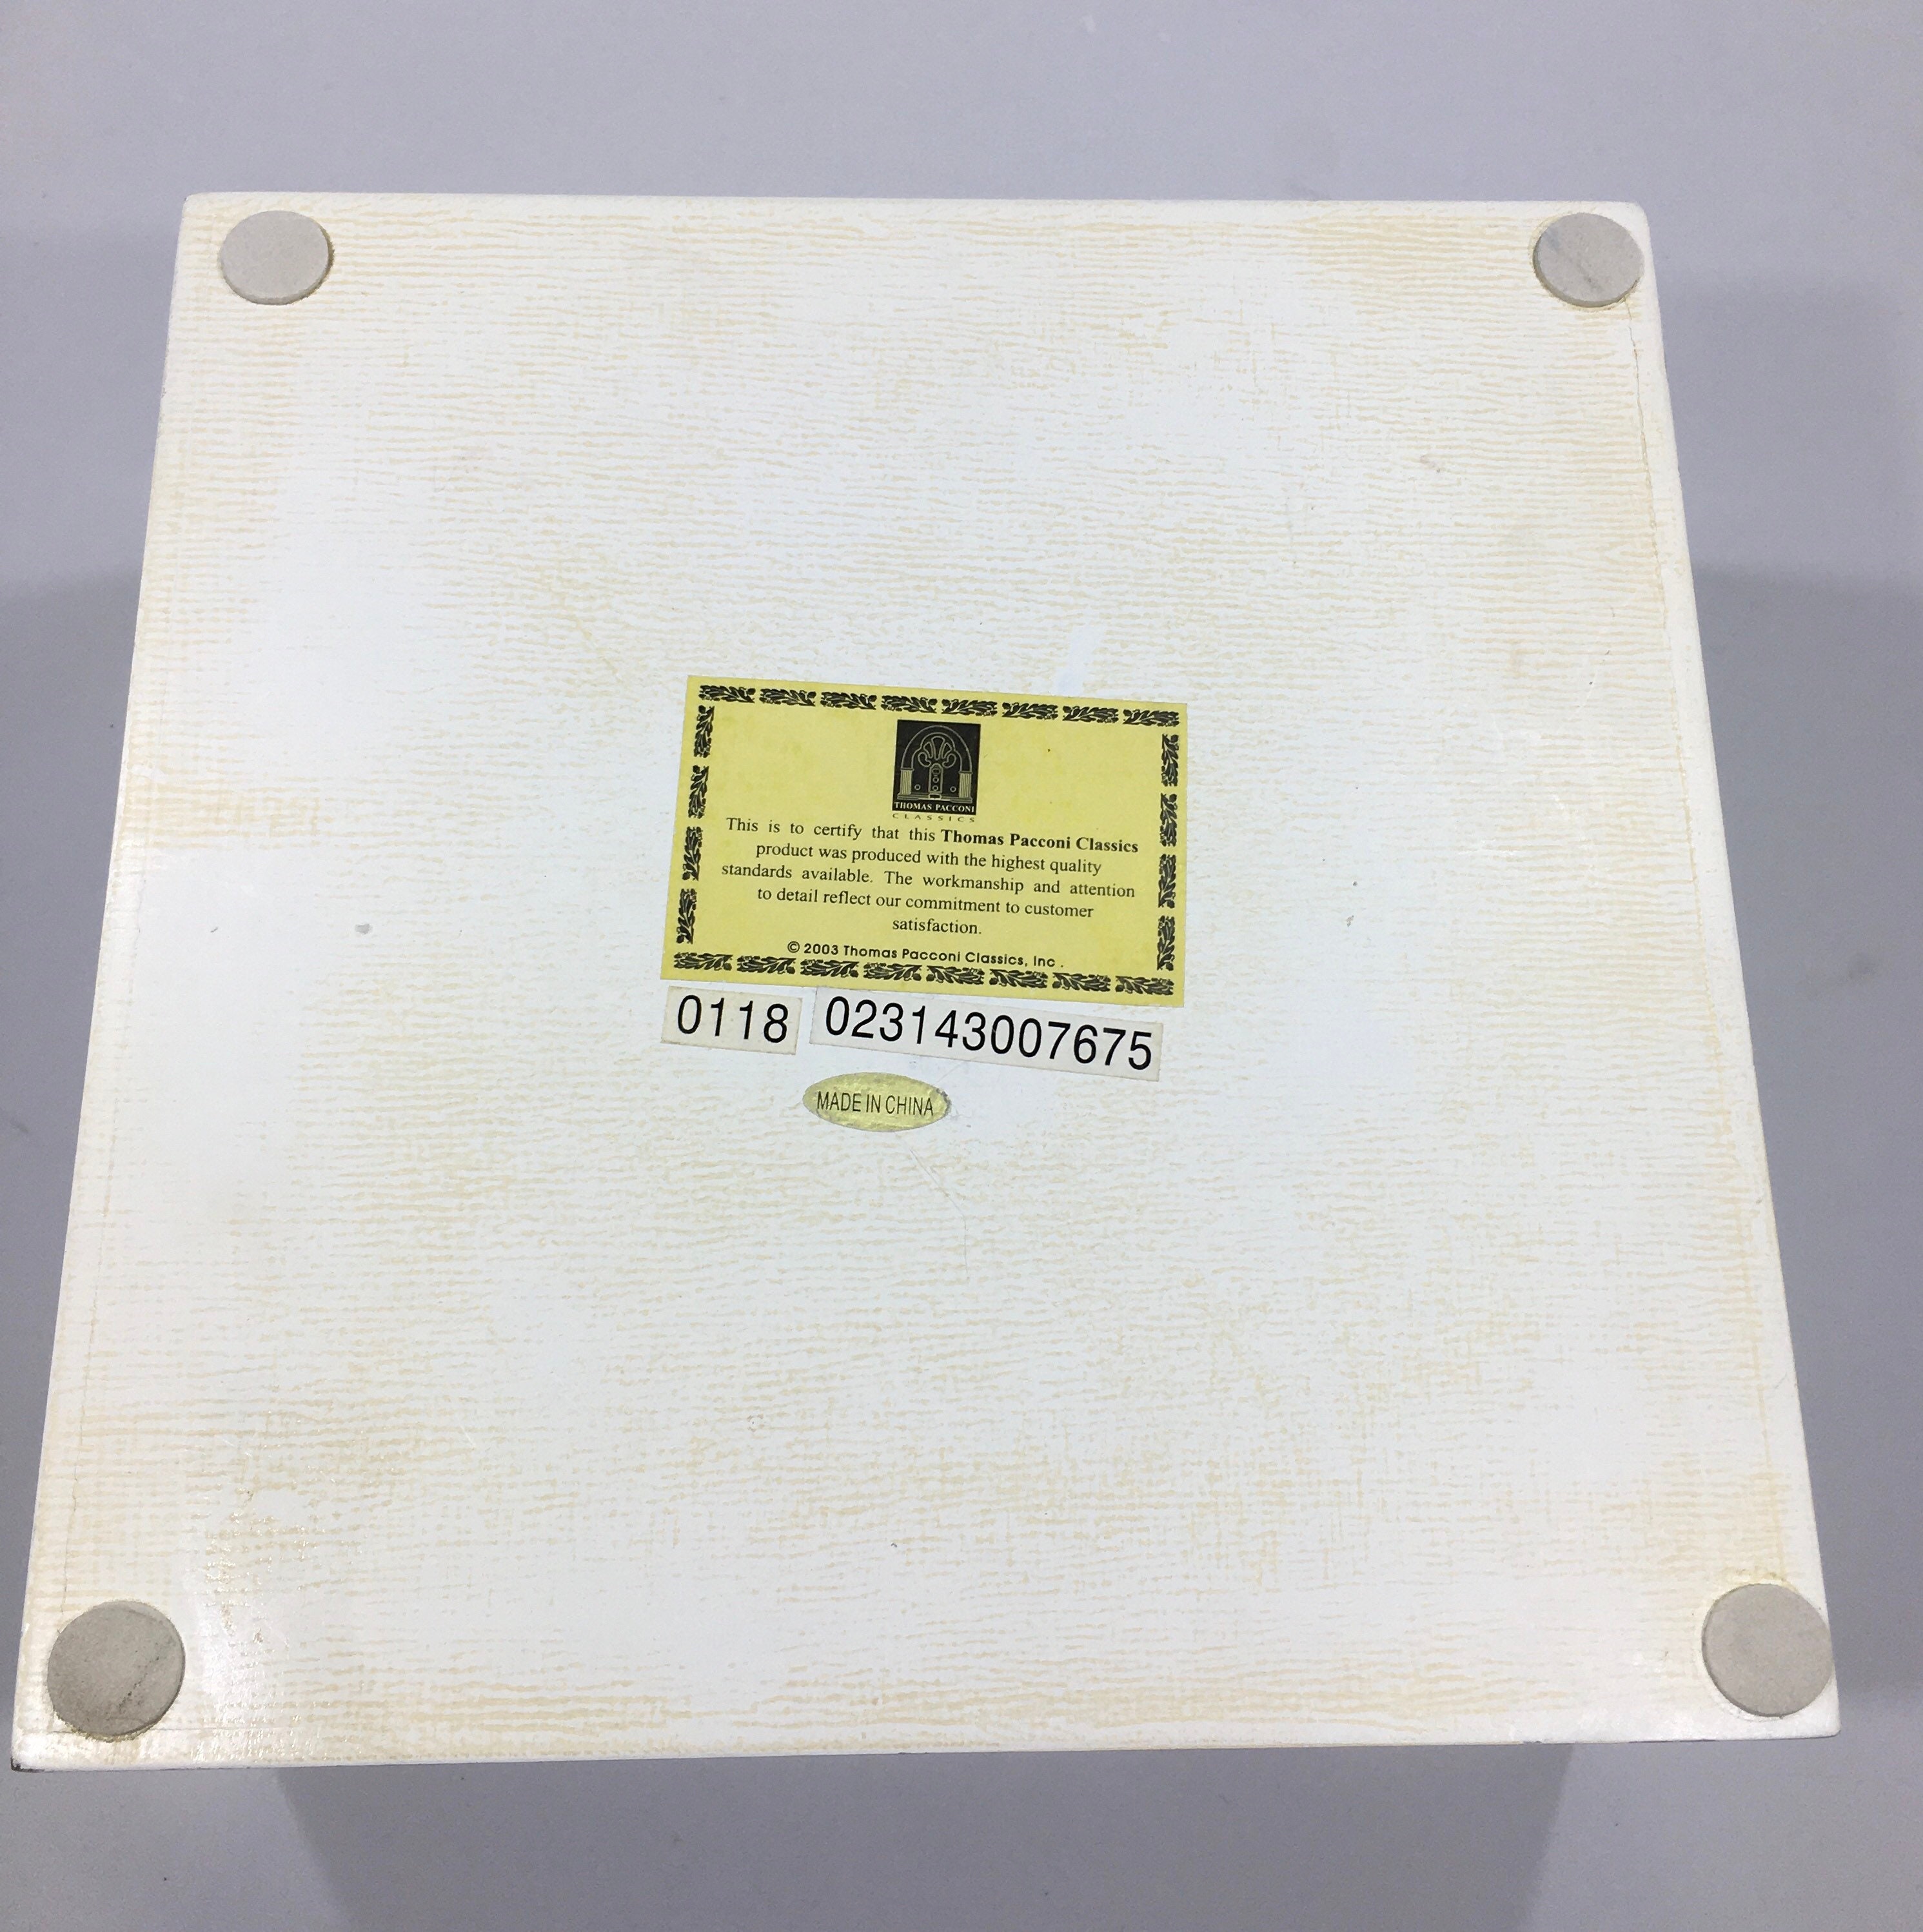 THOMAS PACCONI
CLASSICS
This is to certify that this Thomas Pacconi Classics
product was produced with the highest quality
standards available. The workmanship and attention
to detail reflect our commitment to customer
satisfaction.
© 2003 Thomas Pacconi Classics, Inc .
0118 023143007675
MADE IN CHINA